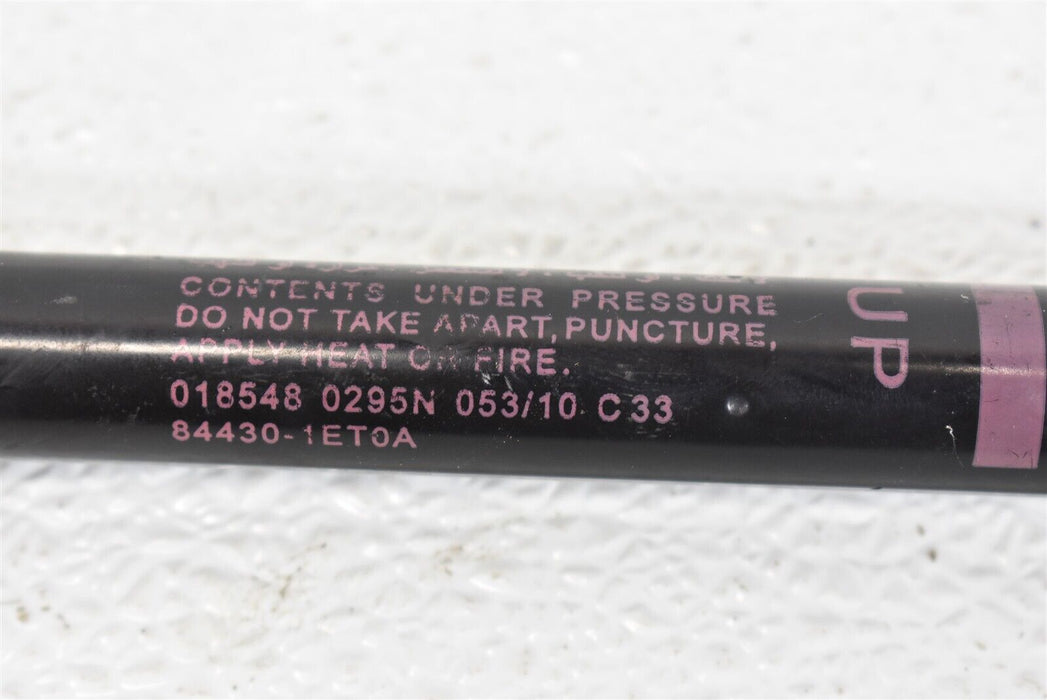 CONTENTS UNDER PRESSURE
DO NOT TAKE APART, PUNCTURE,
APPLY HEAT OR FIRE.
018548 0295N 053/10 C 33
84430-1ET0A
UP